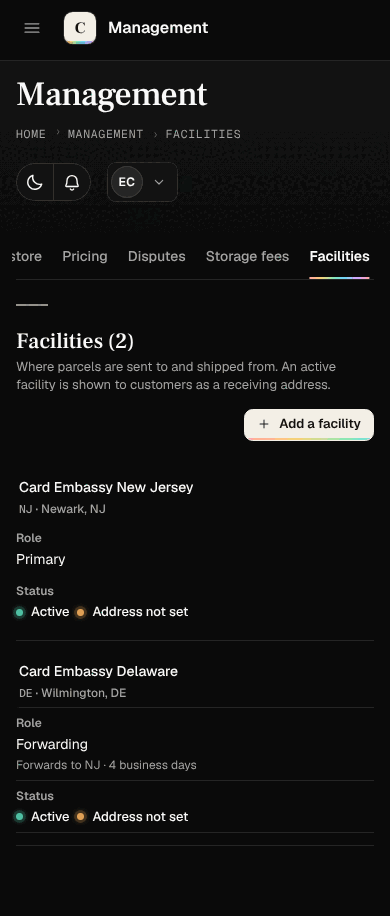 C Management
Management
HOME › MANAGEMENT › FACILITIES
EC
store Pricing Disputes Storage fees Facilities
Facilities (2)
Where parcels are sent to and shipped from. An active
facility is shown to customers as a receiving address.
+ Add a facility
Card Embassy New Jersey
NJ · Newark, NJ
Role
Primary
Status
Active Address not set
Card Embassy Delaware
DE · Wilmington, DE
Role
Forwarding
Forwards to NJ · 4 business days
Status
Active Address not set